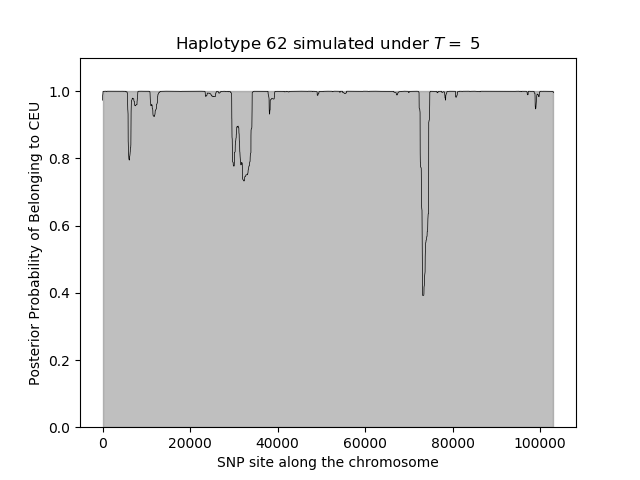 Haplotype 62 simulated under T = 5
Posterior Probability of Belonging to CEU
1.0
0.8
0.6
0.4
0.2
0.0
0 20000 40000 60000 80000 100000
SNP site along the chromosome